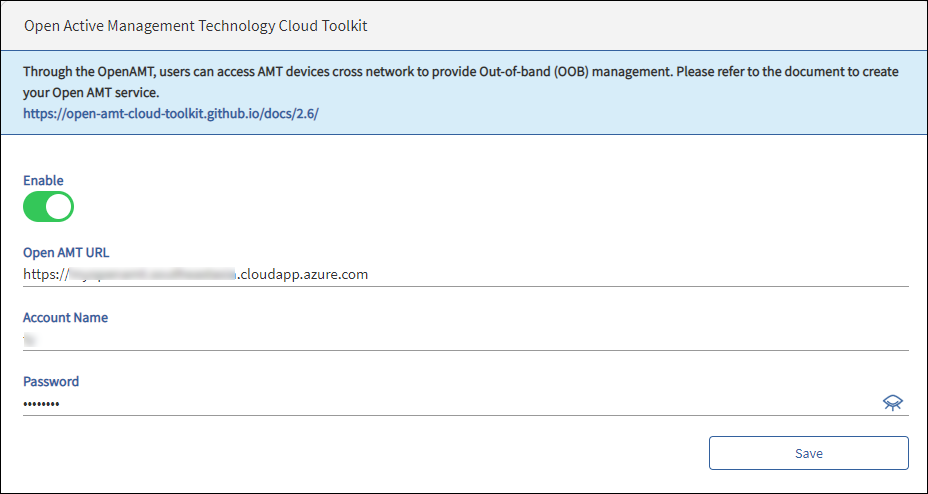 Open Active Management Technology Cloud Toolkit
Through the OpenAMT, users can access AMT devices cross network to provide Out-of-band (OOB) management. Please refer to the document to create
your Open AMT service.
https://open-amt-cloud-toolkit.github.io/docs/2.6/
Enable
Open AMT URL
https:// .cloudapp.azure.com
Account Name
Password
••••••••
Save